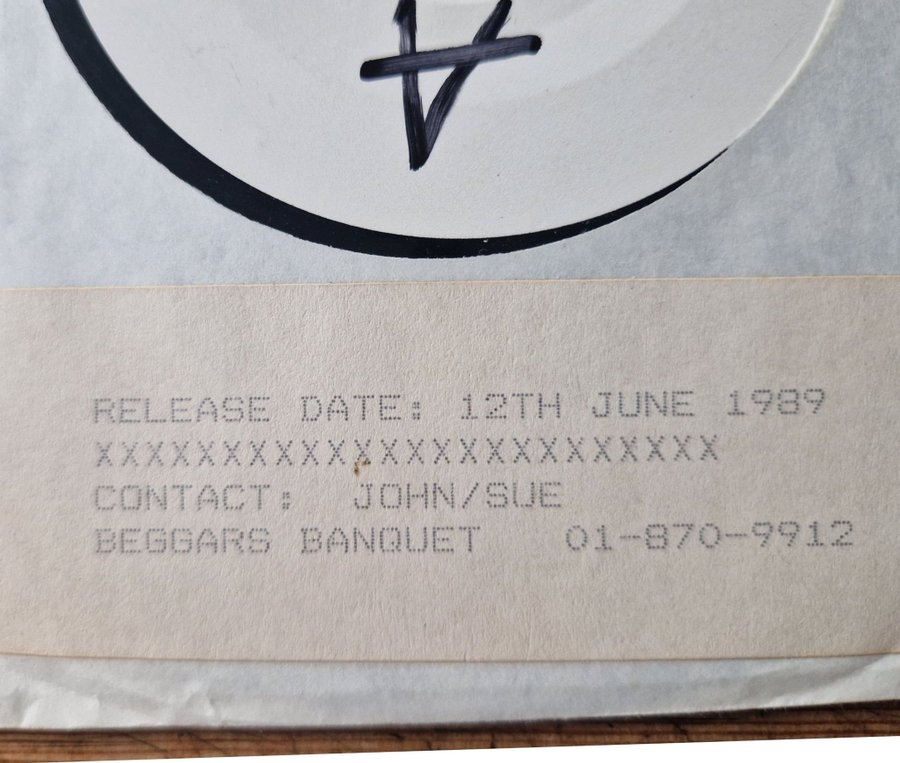 A
RELEASE DATE: 12TH JUNE 1989
XXXXXXXXXXXXXXXXXXXXXXXX
CONTACT: JOHN/SUE
BEGGARS BANQUET 01-870-9912